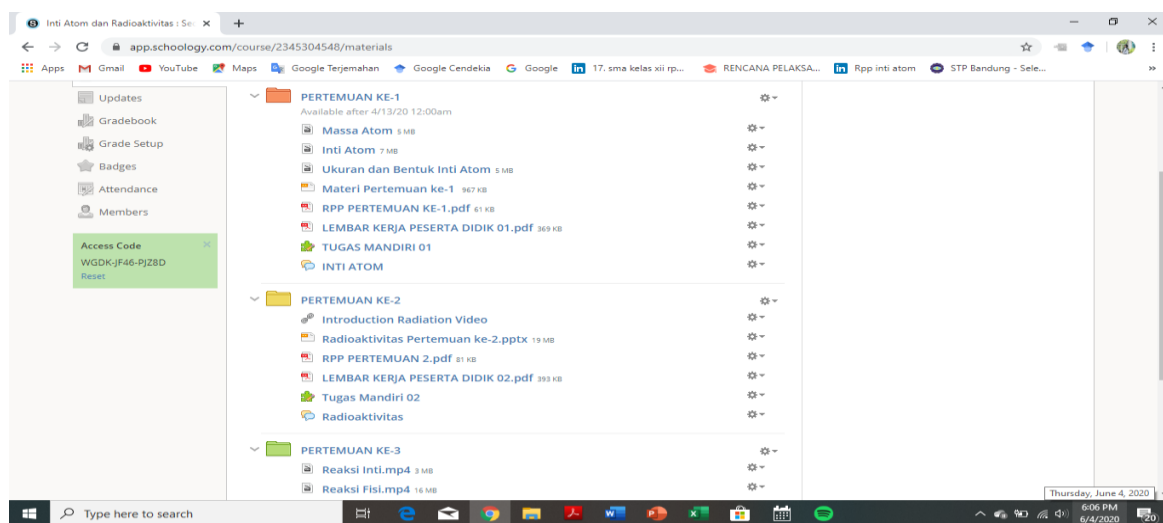 Inti Atom dan Radioaktivitas : Se
app.schoology.com/course/2345304548/materials
Apps Gmail YouTube Maps Google Terjemahan Google Cendekia Google 17. sma kelas xii rp... RENCANA PELAKSA... Rpp inti atom STP Bandung - Sele...
Updates
Gradebook
Grade Setup
Badges
Attendance
Members
Access Code
WGDK-JF46-PJZ8D
Reset
PERTEMUAN KE-1
Available after 4/13/20 12:00am
Massa Atom 5 MB
Inti Atom 7 MB
Ukuran dan Bentuk Inti Atom 5 MB
Materi Pertemuan ke-1 967 KB
RPP PERTEMUAN KE-1.pdf 61 KB
LEMBAR KERJA PESERTA DIDIK 01.pdf 369 KB
TUGAS MANDIRI 01
INTI ATOM
PERTEMUAN KE-2
Introduction Radiation Video
Radioaktivitas Pertemuan ke-2.pptx 19 MB
RPP PERTEMUAN 2.pdf 81 KB
LEMBAR KERJA PESERTA DIDIK 02.pdf 393 KB
Tugas Mandiri 02
Radioaktivitas
PERTEMUAN KE-3
Reaksi Inti.mp4 3 MB
Reaksi Fisi.mp4 16 MB
Thursday, June 4, 2020
Type here to search
6:06 PM
6/4/2020
20